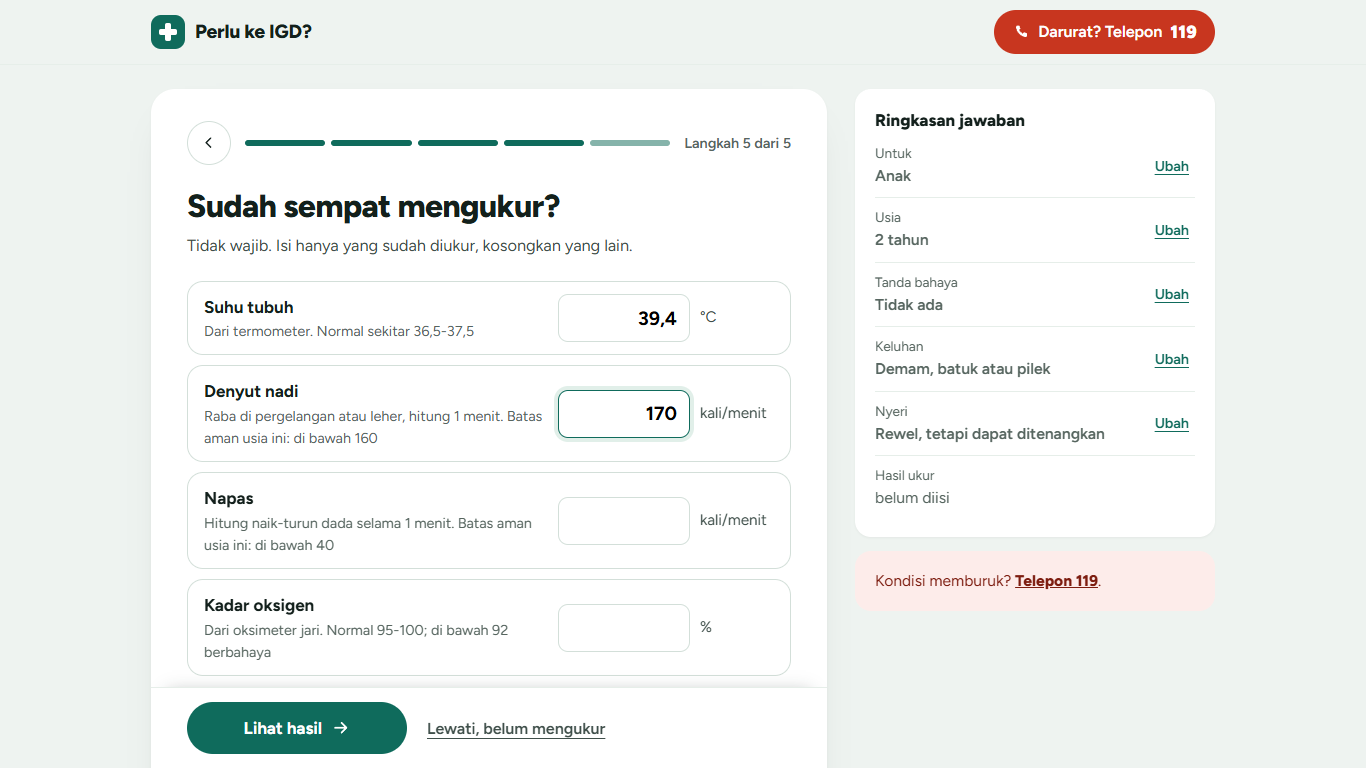 Perlu ke IGD?
Darurat? Telepon 119
Langkah 5 dari 5
Sudah sempat mengukur?
Tidak wajib. Isi hanya yang sudah diukur, kosongkan yang lain.
Suhu tubuh
Dari termometer. Normal sekitar 36,5-37,5
39,4 °C
Denyut nadi
Raba di pergelangan atau leher, hitung 1 menit. Batas
aman usia ini: di bawah 160
170 kali/menit
Napas
Hitung naik-turun dada selama 1 menit. Batas aman
usia ini: di bawah 40
kali/menit
Kadar oksigen
Dari oksimeter jari. Normal 95-100; di bawah 92
berbahaya
%
Lihat hasil →
Lewati, belum mengukur
Ringkasan jawaban
Untuk
Anak
Ubah
Usia
2 tahun
Ubah
Tanda bahaya
Tidak ada
Ubah
Keluhan
Demam, batuk atau pilek
Ubah
Nyeri
Rewel, tetapi dapat ditenangkan
Ubah
Hasil ukur
belum diisi
Kondisi memburuk? Telepon 119.